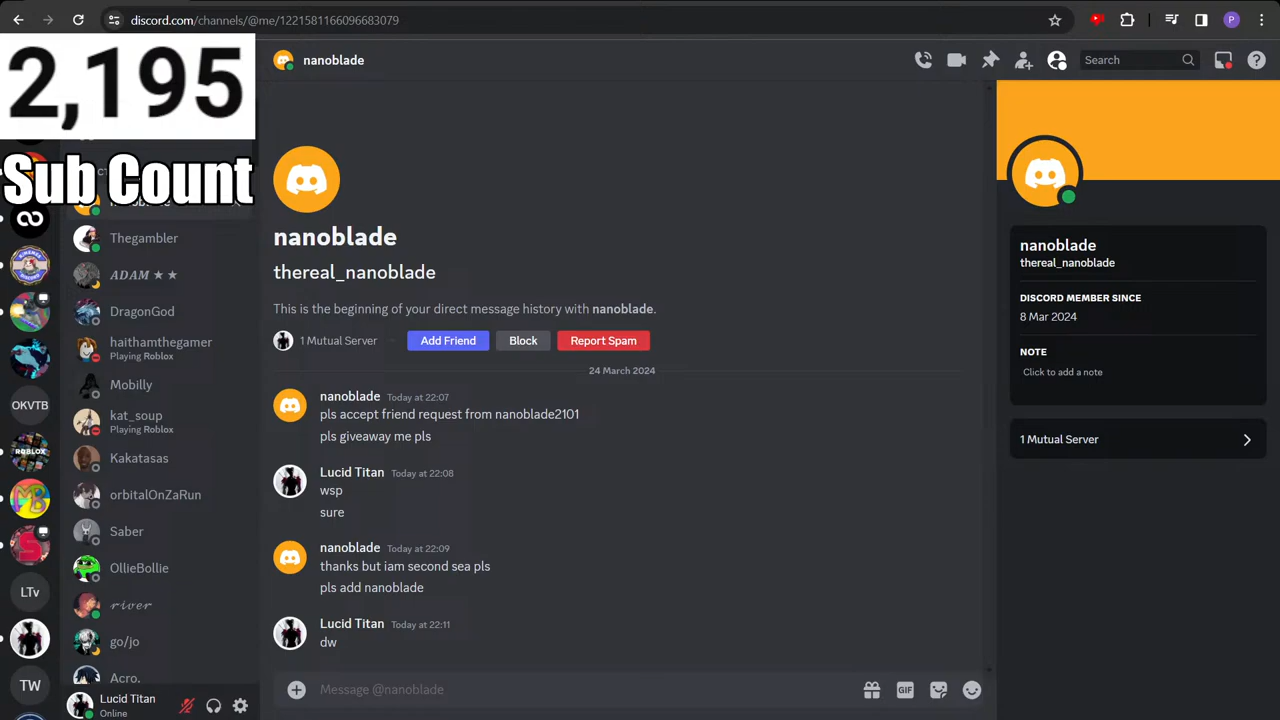 discord.com/channels/@me/1221581166096683079
2,195
Sub Count
nanoblade
Search
Thegambler
ADAM ★ ★
DragonGod
haithamthegamer
Playing Roblox
Mobilly
kat_soup
Playing Roblox
Kakatasas
orbitalOnZaRun
Saber
OllieBollie
river
go/jo
Acro.
OKVTB
ROBLOX
MB
S
LTv
TW
Lucid Titan
Online
nanoblade
thereal_nanoblade
This is the beginning of your direct message history with nanoblade.
1 Mutual Server
Add Friend
Block
Report Spam
24 March 2024
nanoblade Today at 22:07
pls accept friend request from nanoblade2101
pls giveaway me pls
Lucid Titan Today at 22:08
wsp
sure
nanoblade Today at 22:09
thanks but iam second sea pls
pls add nanoblade
Lucid Titan Today at 22:11
dw
Message @nanoblade
GIF
nanoblade
thereal_nanoblade
DISCORD MEMBER SINCE
8 Mar 2024
NOTE
Click to add a note
1 Mutual Server
P